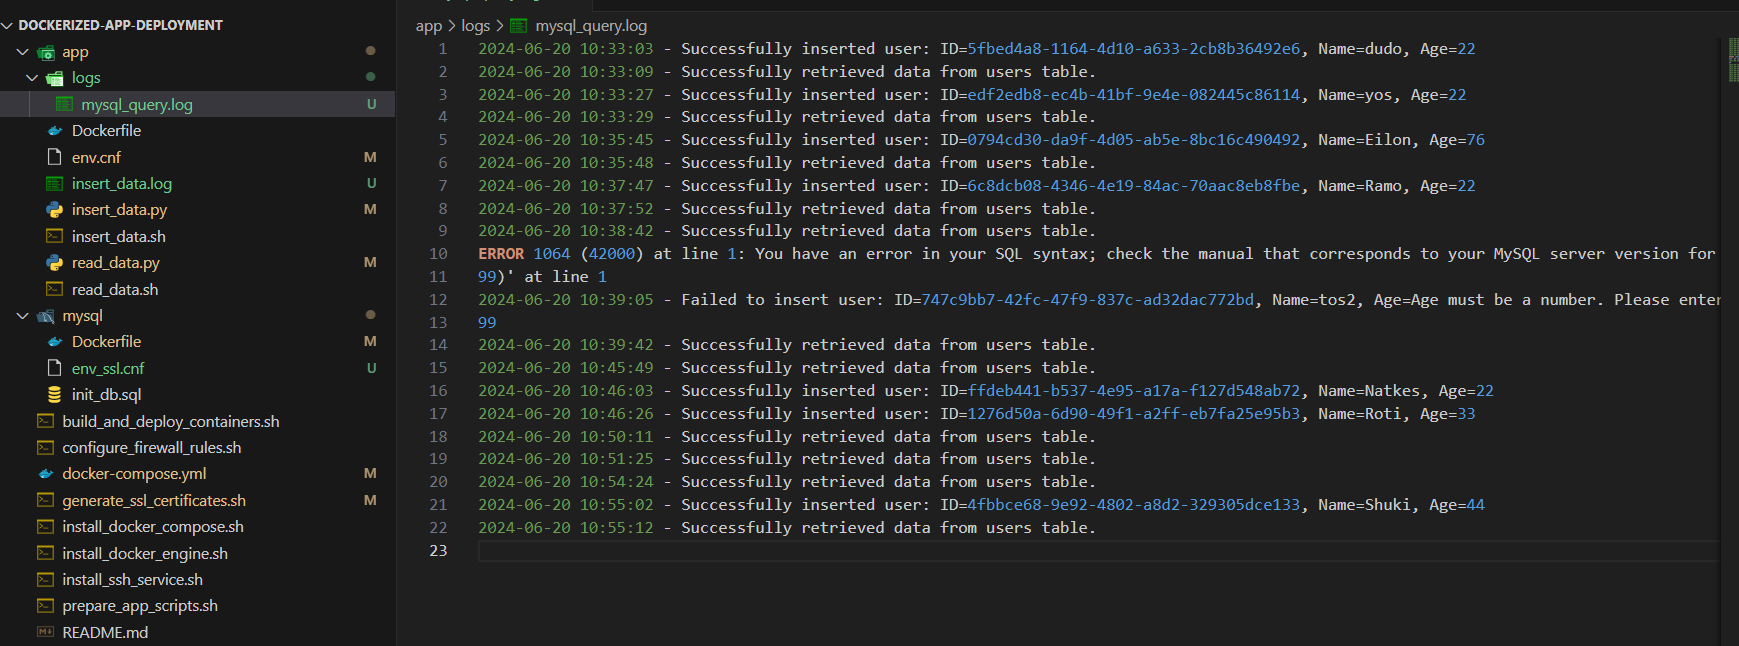 DOCKERIZED-APP-DEPLOYMENT
app
logs
mysql_query.log U
Dockerfile
env.cnf M
insert_data.log U
insert_data.py M
insert_data.sh
read_data.py M
read_data.sh
mysql
Dockerfile M
env_ssl.cnf U
init_db.sql
build_and_deploy_containers.sh
configure_firewall_rules.sh
docker-compose.yml M
generate_ssl_certificates.sh M
install_docker_compose.sh
install_docker_engine.sh
install_ssh_service.sh
prepare_app_scripts.sh
README.md
app > logs > mysql_query.log
1 2024-06-20 10:33:03 - Successfully inserted user: ID=5fbed4a8-1164-4d10-a633-2cb8b36492e6, Name=dudo, Age=22
2 2024-06-20 10:33:09 - Successfully retrieved data from users table.
3 2024-06-20 10:33:27 - Successfully inserted user: ID=edf2edb8-ec4b-41bf-9e4e-082445c86114, Name=yos, Age=22
4 2024-06-20 10:33:29 - Successfully retrieved data from users table.
5 2024-06-20 10:35:45 - Successfully inserted user: ID=0794cd30-da9f-4d05-ab5e-8bc16c490492, Name=Eilon, Age=76
6 2024-06-20 10:35:48 - Successfully retrieved data from users table.
7 2024-06-20 10:37:47 - Successfully inserted user: ID=6c8dcb08-4346-4e19-84ac-70aac8eb8fbe, Name=Ramo, Age=22
8 2024-06-20 10:37:52 - Successfully retrieved data from users table.
9 2024-06-20 10:38:42 - Successfully retrieved data from users table.
10 ERROR 1064 (42000) at line 1: You have an error in your SQL syntax; check the manual that corresponds to your MySQL server version for
11 99)' at line 1
12 2024-06-20 10:39:05 - Failed to insert user: ID=747c9bb7-42fc-47f9-837c-ad32dac772bd, Name=tos2, Age=Age must be a number. Please enter
13 99
14 2024-06-20 10:39:42 - Successfully retrieved data from users table.
15 2024-06-20 10:45:49 - Successfully retrieved data from users table.
16 2024-06-20 10:46:03 - Successfully inserted user: ID=ffdeb441-b537-4e95-a17a-f127d548ab72, Name=Natkes, Age=22
17 2024-06-20 10:46:26 - Successfully inserted user: ID=1276d50a-6d90-49f1-a2ff-eb7fa25e95b3, Name=Roti, Age=33
18 2024-06-20 10:50:11 - Successfully retrieved data from users table.
19 2024-06-20 10:51:25 - Successfully retrieved data from users table.
20 2024-06-20 10:54:24 - Successfully retrieved data from users table.
21 2024-06-20 10:55:02 - Successfully inserted user: ID=4fbbce68-9e92-4802-a8d2-329305dce133, Name=Shuki, Age=44
22 2024-06-20 10:55:12 - Successfully retrieved data from users table.
23